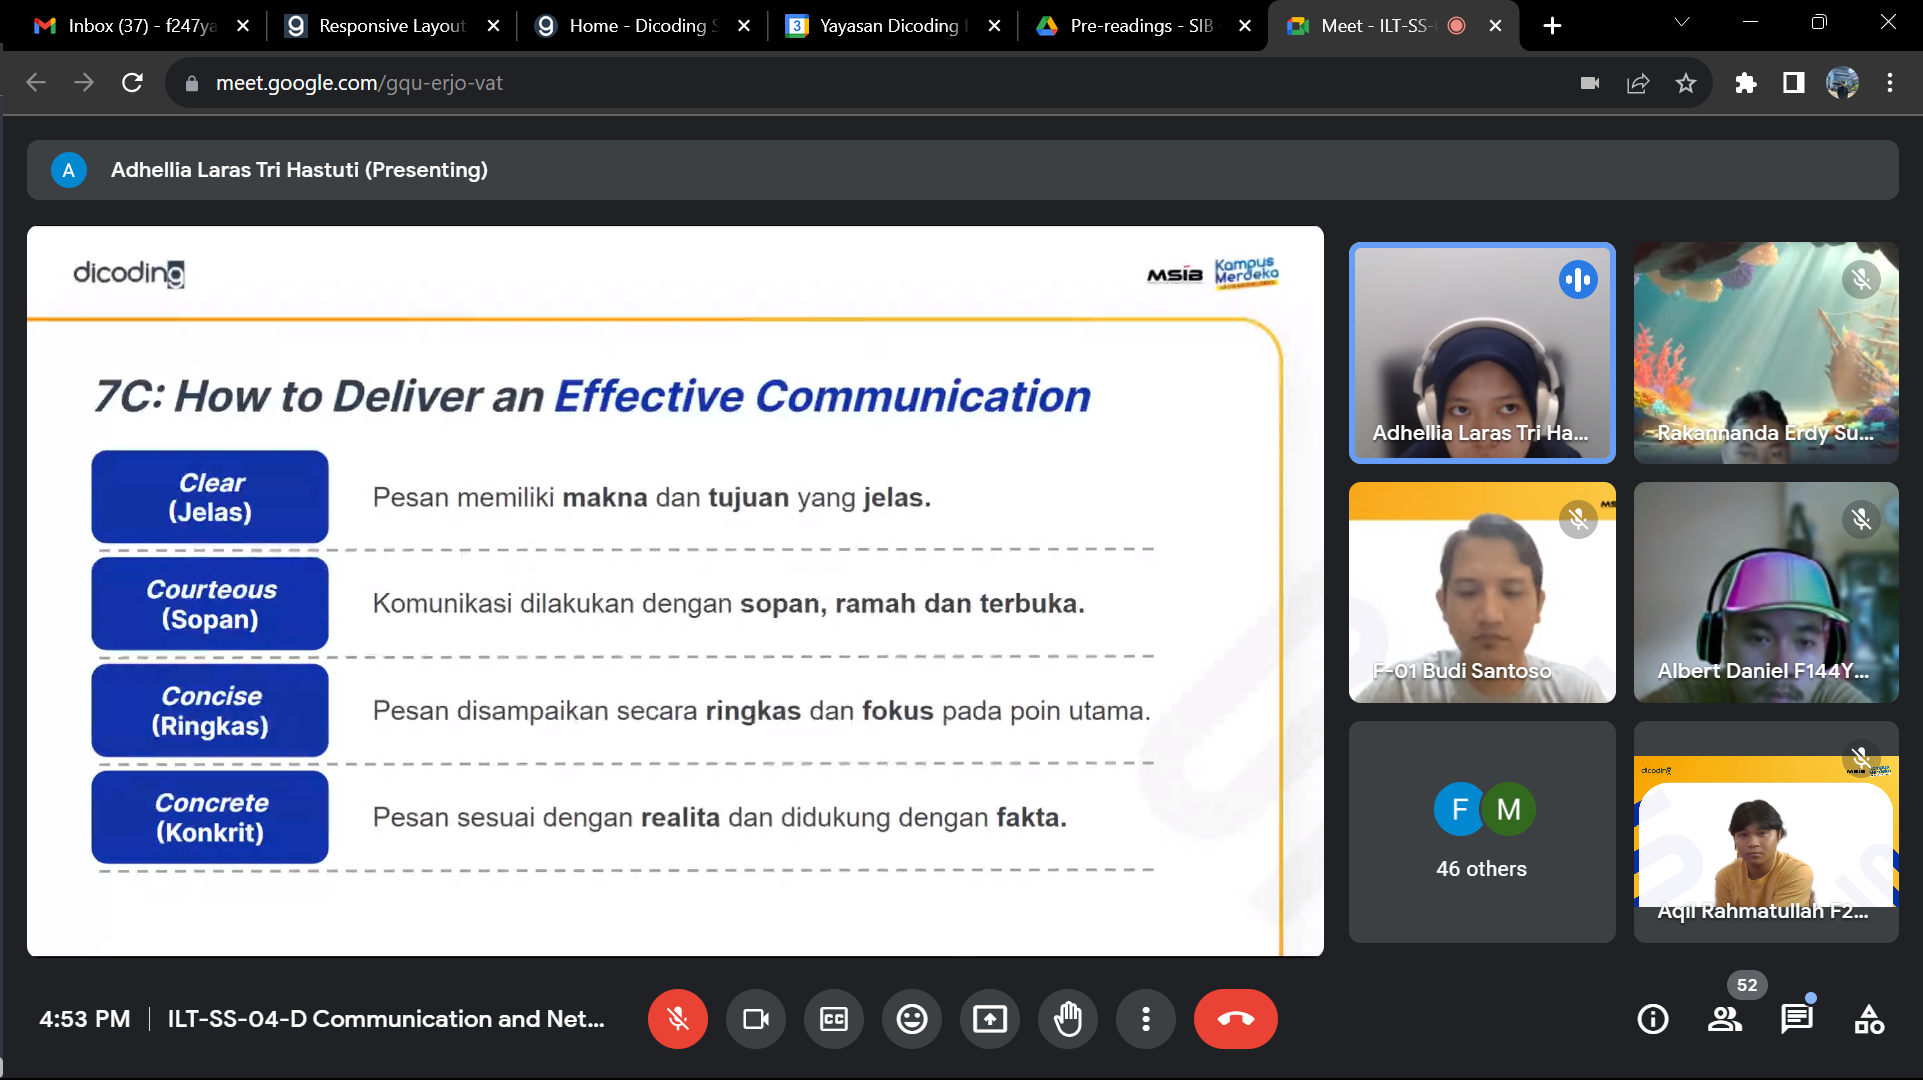 Inbox (37) - f247ya
Responsive Layout
Home - Dicoding S
Yayasan Dicoding I
Pre-readings - SIB
Meet - ILT-SS-
meet.google.com/gqu-erjo-vat
A
Adhellia Laras Tri Hastuti (Presenting)
dicoding
MSIB
Kampus
Merdeka
7C: How to Deliver an Effective Communication
Clear
(Jelas)
Pesan memiliki makna dan tujuan yang jelas.
Courteous
(Sopan)
Komunikasi dilakukan dengan sopan, ramah dan terbuka.
Concise
(Ringkas)
Pesan disampaikan secara ringkas dan fokus pada poin utama.
Concrete
(Konkrit)
Pesan sesuai dengan realita dan didukung dengan fakta.
Adhellia Laras Tri Ha...
Rakannanda Erdy Su...
F-01 Budi Santoso
Albert Daniel F144Y...
F M
46 others
dicoding
Aqil Rahmatullah F2...
4:53 PM
ILT-SS-04-D Communication and Net...
CC
52